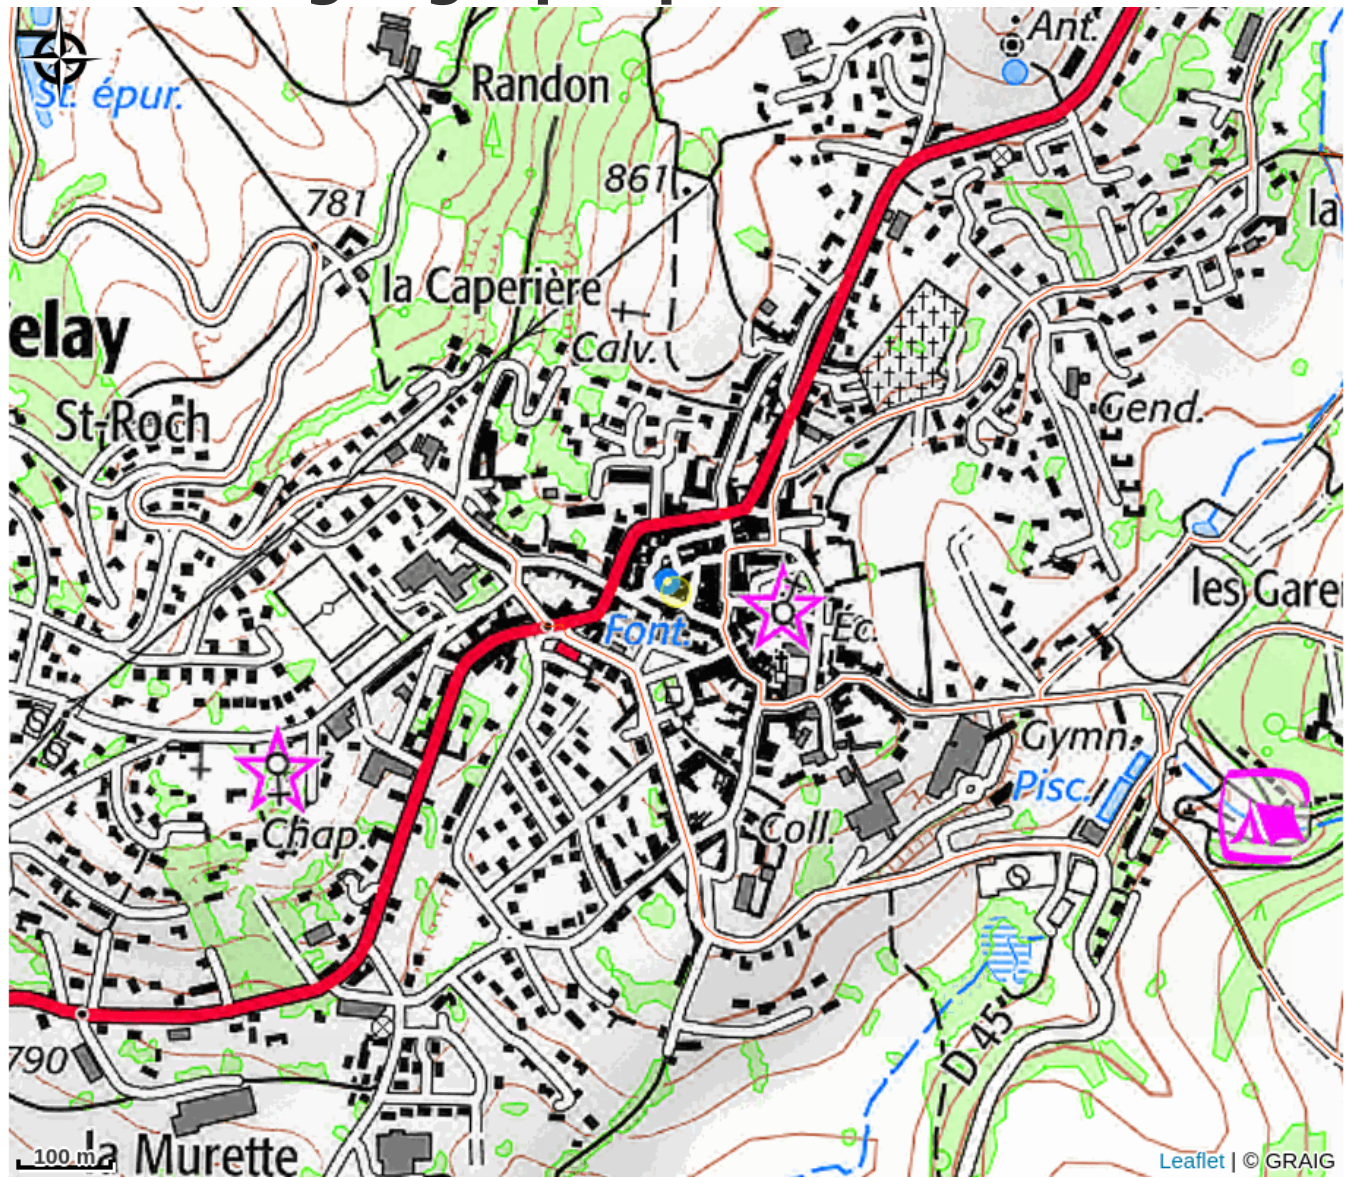 Ant.
St. épur.
Randon
861
781
la
la Caperière
elay
Calv.
St-Roch
Gend.
les Garei
Font.
Éc.
Gymn.
Pisc.
Chap.
Coll.
D 45
790
100 m
la Murette
Leaflet | © GRAIG